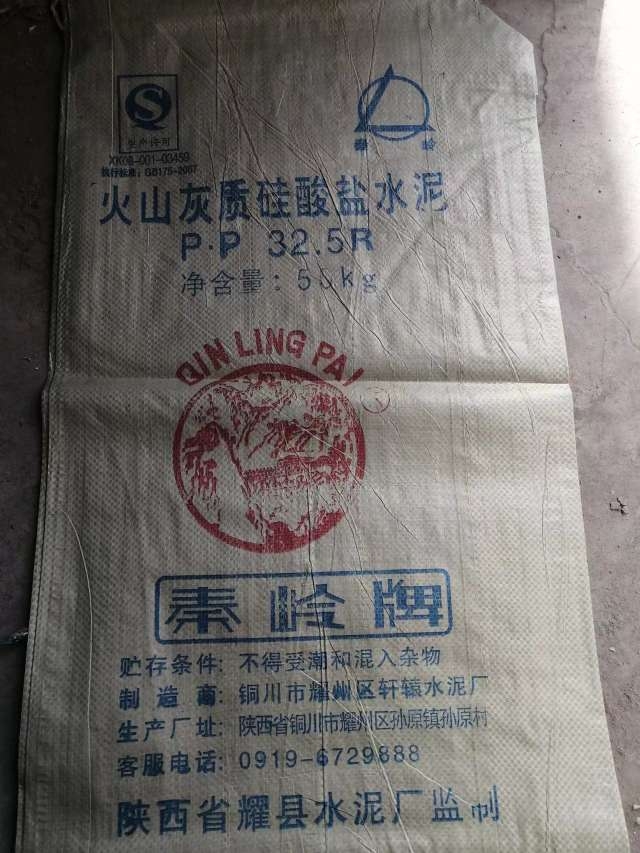 生产许可
XK08-001-03459
执行标准：GB175-2007
秦岭
火山灰质硅酸盐水泥
P·P 32.5R
净含量：50kg
QIN LING PAI
®
秦岭牌
贮存条件：不得受潮和混入杂物
制造商：铜川市耀州区轩辕水泥厂
生产厂址：陕西省铜川市耀州区孙原镇孙原村
客服电话：0919-6729888
陕西省耀县水泥厂监制